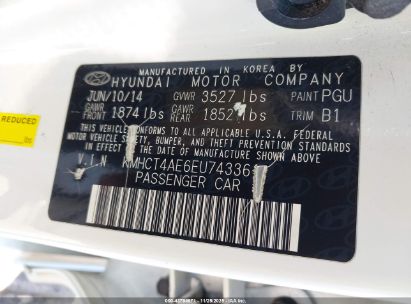 MANUFACTURED IN KOREA BY
HYUNDAI MOTOR COMPANY
JUN/10/14 GVWR 3527 lbs PAINT PGU
GAWR FRONT 1874 lbs GAWR REAR 1852 lbs TRIM B1
THIS VEHICLE CONFORMS TO ALL APPLICABLE U.S.A. FEDERAL
MOTOR VEHICLE SAFETY, BUMPER, AND THEFT PREVENTION STANDARDS
IN EFFECT ON THE DATE OF MANUFACTURE SHOWN ABOVE.
V.I.N
PASSENGER CAR
REDUCED
lbs